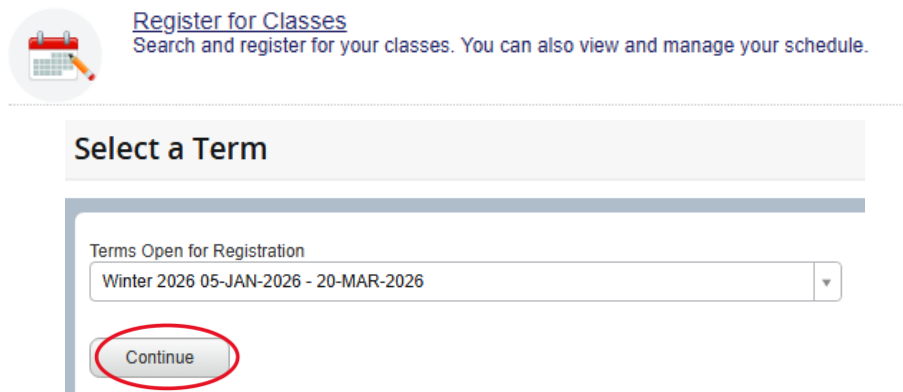 Register for Classes
Search and register for your classes. You can also view and manage your schedule.
Select a Term
Terms Open for Registration
Winter 2026 05-JAN-2026 - 20-MAR-2026
Continue